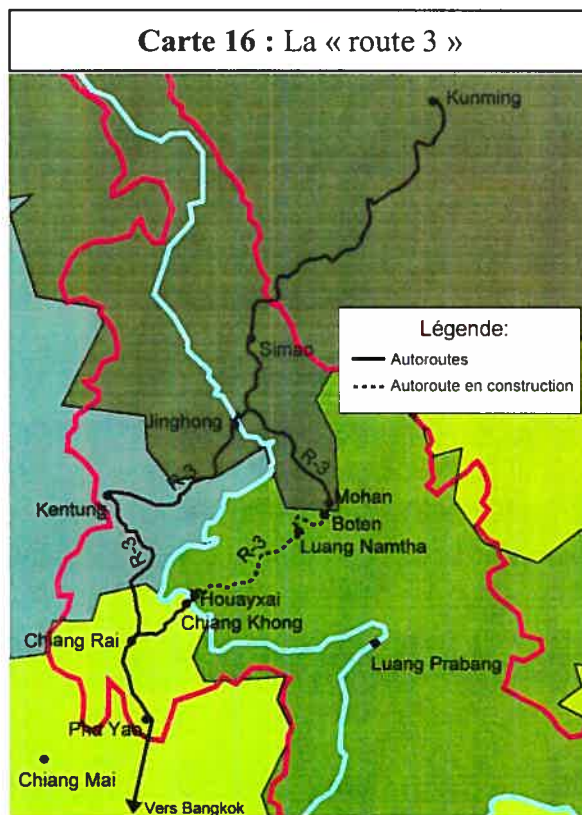 Carte 16 : La « route 3 »
Kunming
Légende:
Autoroutes
Autoroute en construction
Simao
Jinghong
R-3
R-3
Mohan
Kentung
Boten
R-3
R-3
Luang Namtha
Houayxai
Chiang Khong
Chiang Rai
Luang Prabang
Pha Yao
Chiang Mai
Vers Bangkok